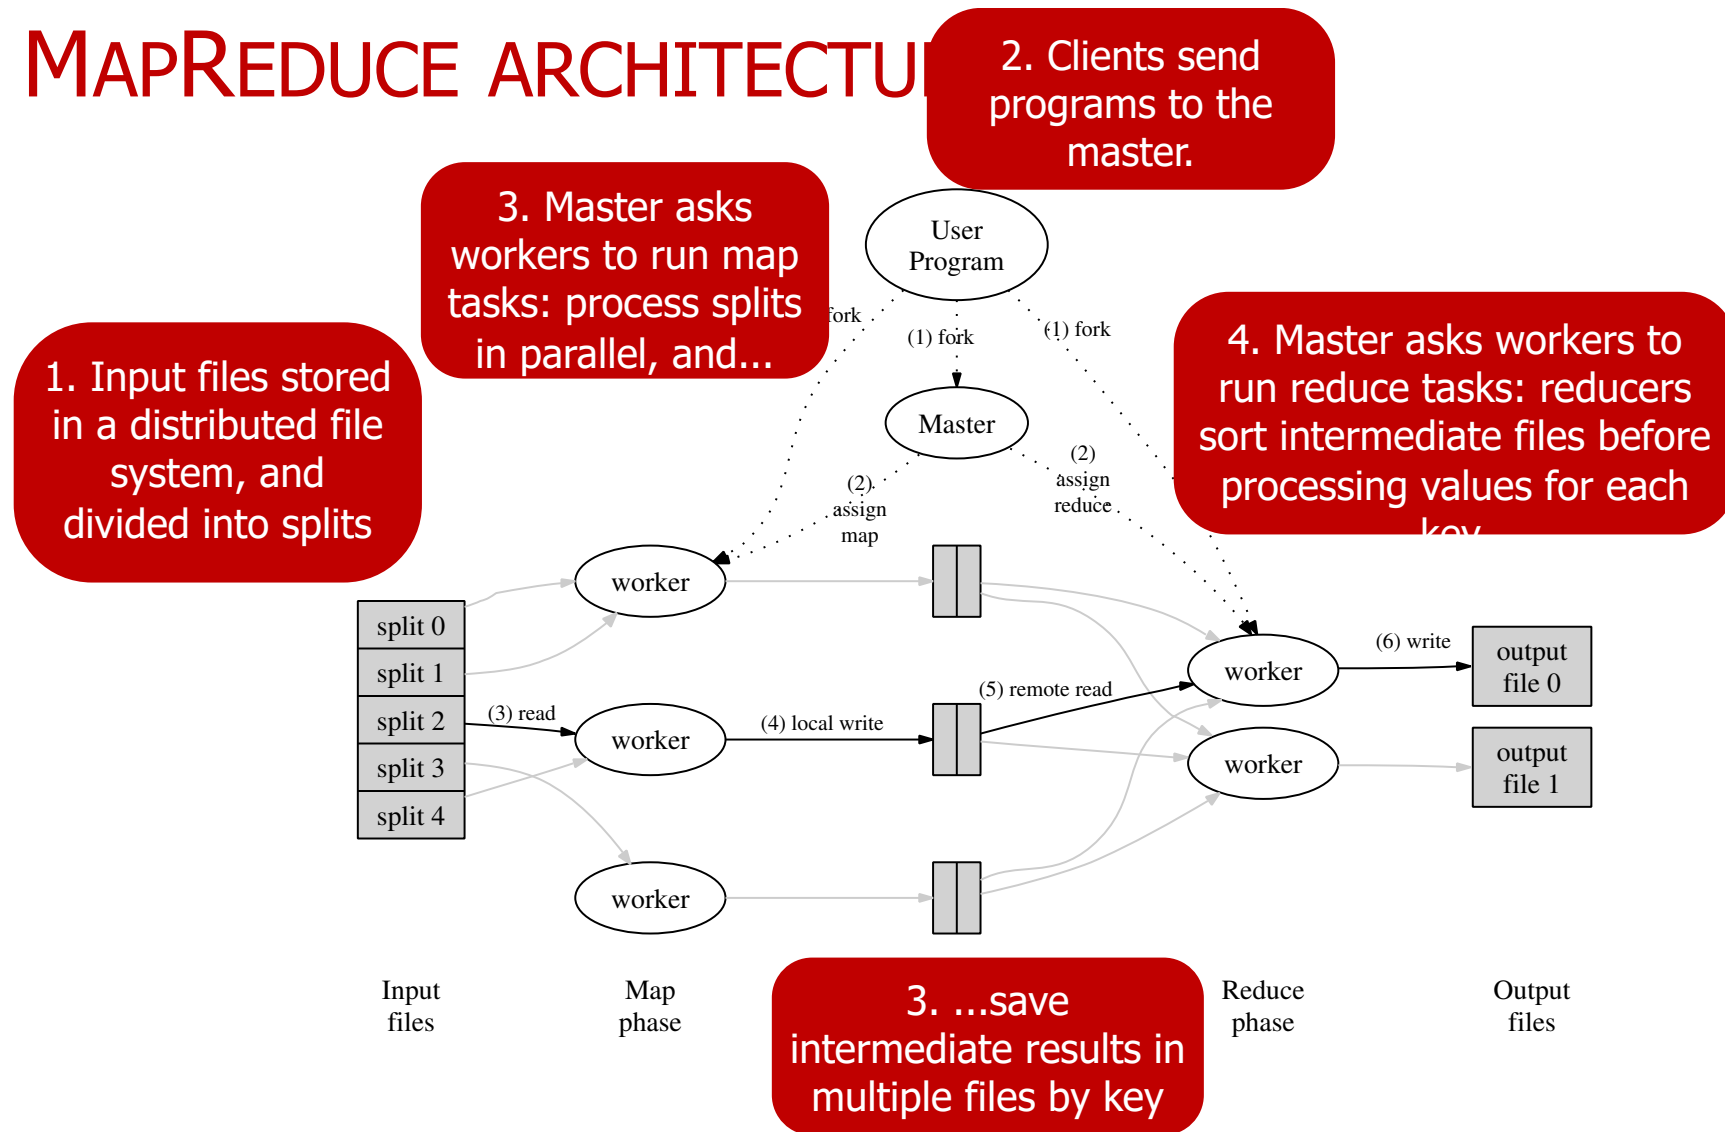 MAPREDUCE ARCHITECTU
2. Clients send
programs to the
master.
3. Master asks
workers to run map
tasks: process splits
in parallel, and...
User
Program
fork
(1) fork
(1) fork
1. Input files stored
in a distributed file
system, and
divided into splits
4. Master asks workers to
run reduce tasks: reducers
sort intermediate files before
processing values for each
key
Master
(2)
assign
map
(2)
assign
reduce
split 0
split 1
split 2
split 3
split 4
(3) read
worker
worker
worker
(4) local write
(5) remote read
worker
worker
(6) write
output
file 0
output
file 1
Input
files
Map
phase
3. ...save
intermediate results in
multiple files by key
Reduce
phase
Output
files